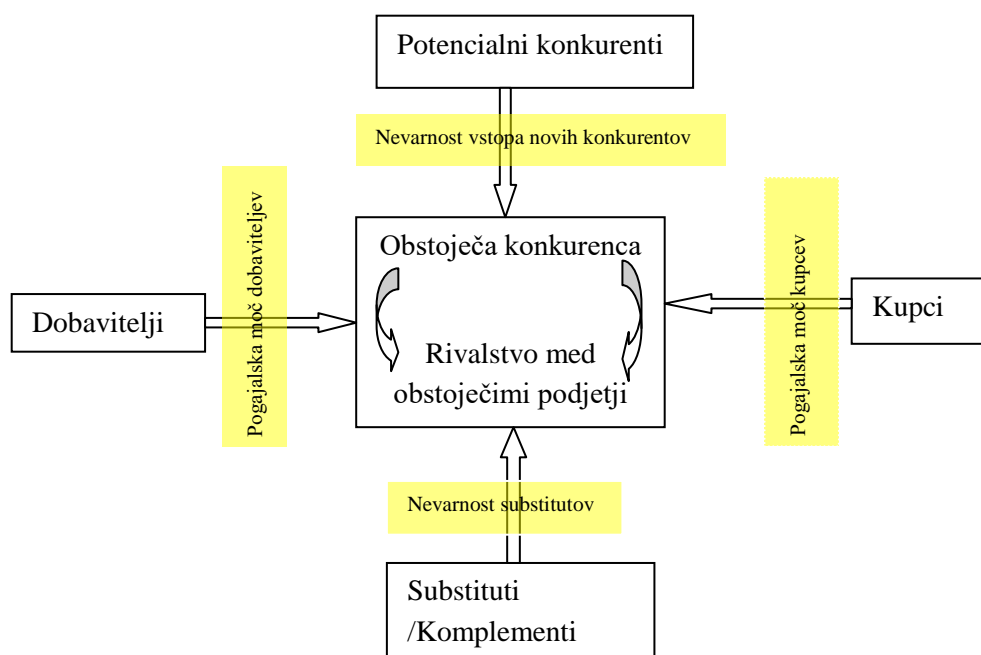 Potencialni konkurenti
Nevarnost vstopa novih konkurentov
Pogajalska moč dobaviteljev
Pogajalska moč kupcev
Obstoječa konkurenca
Dobavitelji
Kupci
Rivalstvo med
obstoječimi podjetji
Nevarnost substitutov
Substituti
/Komplementi